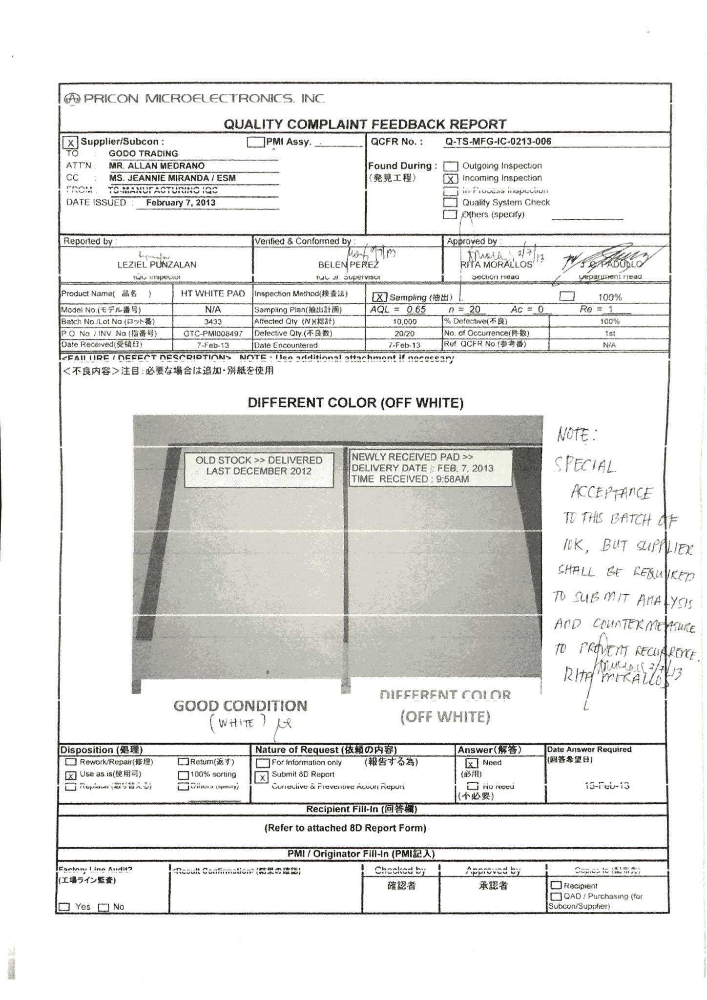 PRICON MICROELECTRONICS, INC.
QUALITY COMPLAINT FEEDBACK REPORT
X Supplier/Subcon :
PMI Assy.
TO : GODO TRADING
ATT'N.: MR. ALLAN MEDRANO
CC : MS. JEANNIE MIRANDA / ESM
FROM : TS-MANUFACTURING IQC
DATE ISSUED : February 7, 2013
QCFR No. : Q-TS-MFG-IC-0213-006
Found During :
(発見工程)
Outgoing Inspection
X Incoming Inspection
In-Process Inspection
Quality System Check
Others (specify)
Reported by :
LEZIEL PUNZALAN
IQC Inspector
Verified & Conformed by :
BELEN PEREZ
IQC Jr. Supervisor
Approved by :
2/7/13
RITA MORALLOS
Section Head
J. C. PADULLO
Department Head
Product Name( 品名 ) HT WHITE PAD Inspection Method(検査法) X Sampling (抽出) 100%
Model No.(モデル番号) N/A Sampling Plan(抽出計画) AQL = 0.65 n = 20 Ac = 0 Re = 1
Batch No./Lot No.(ロット番) 3433 Affected Qty (N)(総計) 10,000 % Defective(不良) 100%
P.O. No / INV. No.(指番号) GTC-PMI008497 Defective Qty.(不良数) 20/20 No. of Occurrence(件数) 1st
Date Received(受領日) 7-Feb-13 Date Encountered 7-Feb-13 Ref. QCFR No (参考番) N/A
<FAILURE / DEFECT DESCRIPTION> NOTE : Use additional attachment if necessary
<不良内容>注目:必要な場合は追加・別紙を使用
DIFFERENT COLOR (OFF WHITE)
OLD STOCK >> DELIVERED
LAST DECEMBER 2012
NEWLY RECEIVED PAD >>
DELIVERY DATE : FEB. 7, 2013
TIME RECEIVED : 9:58AM
GOOD CONDITION
(WHITE)
DIFFERENT COLOR
(OFF WHITE)
NOTE:
SPECIAL
ACCEPTANCE
TO THIS BATCH OF
10K, BUT SUPPLIER
SHALL BE REQUIRED
TO SUBMIT ANALYSIS
AND COUNTERMEASURE
TO PREVENT RECURRENCE.
2/7/13
RITA MORALLOS
Disposition (処理)
Rework/Repair(修理)
Return(返す)
X Use as is(使用可)
100% sorting
Replace (取り替える)
Others (specify)
Nature of Request (依頼の内容)
For Information only (報告する為)
X Submit 8D Report
Corrective & Preventive Action Report
Answer(解答)
X Need
(必用)
No Need
(不必要)
Date Answer Required
(回答希望日)
15-Feb-13
Recipient Fill-In (回答欄)
(Refer to attached 8D Report Form)
PMI / Originator Fill-In (PMI記入)
Factory Line Audit?
(工場ライン監査)
Yes No
<Result Confirmation> (結果の確認)
Checked by
確認者
Approved by
承認者
Copies to (配布先)
Recipient
QAD / Purchasing (for
Subcon/Supplier)